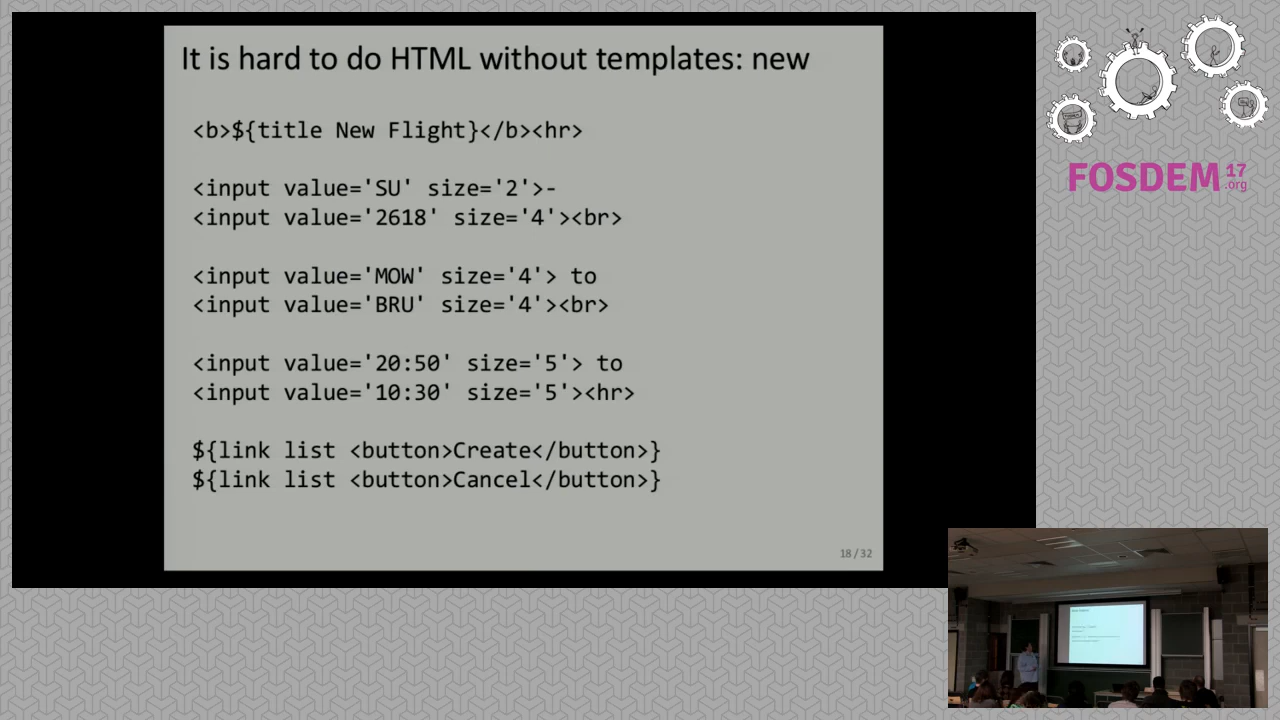 It is hard to do HTML without templates: new
<b>${title New Flight}</b><hr>
<input value='SU' size='2'>-
<input value='2618' size='4'><br>
<input value='MOW' size='4'> to
<input value='BRU' size='4'><br>
<input value='20:50' size='5'> to
<input value='10:30' size='5'><hr>
${link list <button>Create</button>}
${link list <button>Cancel</button>}
18 / 32
FOSDEM 17
.org